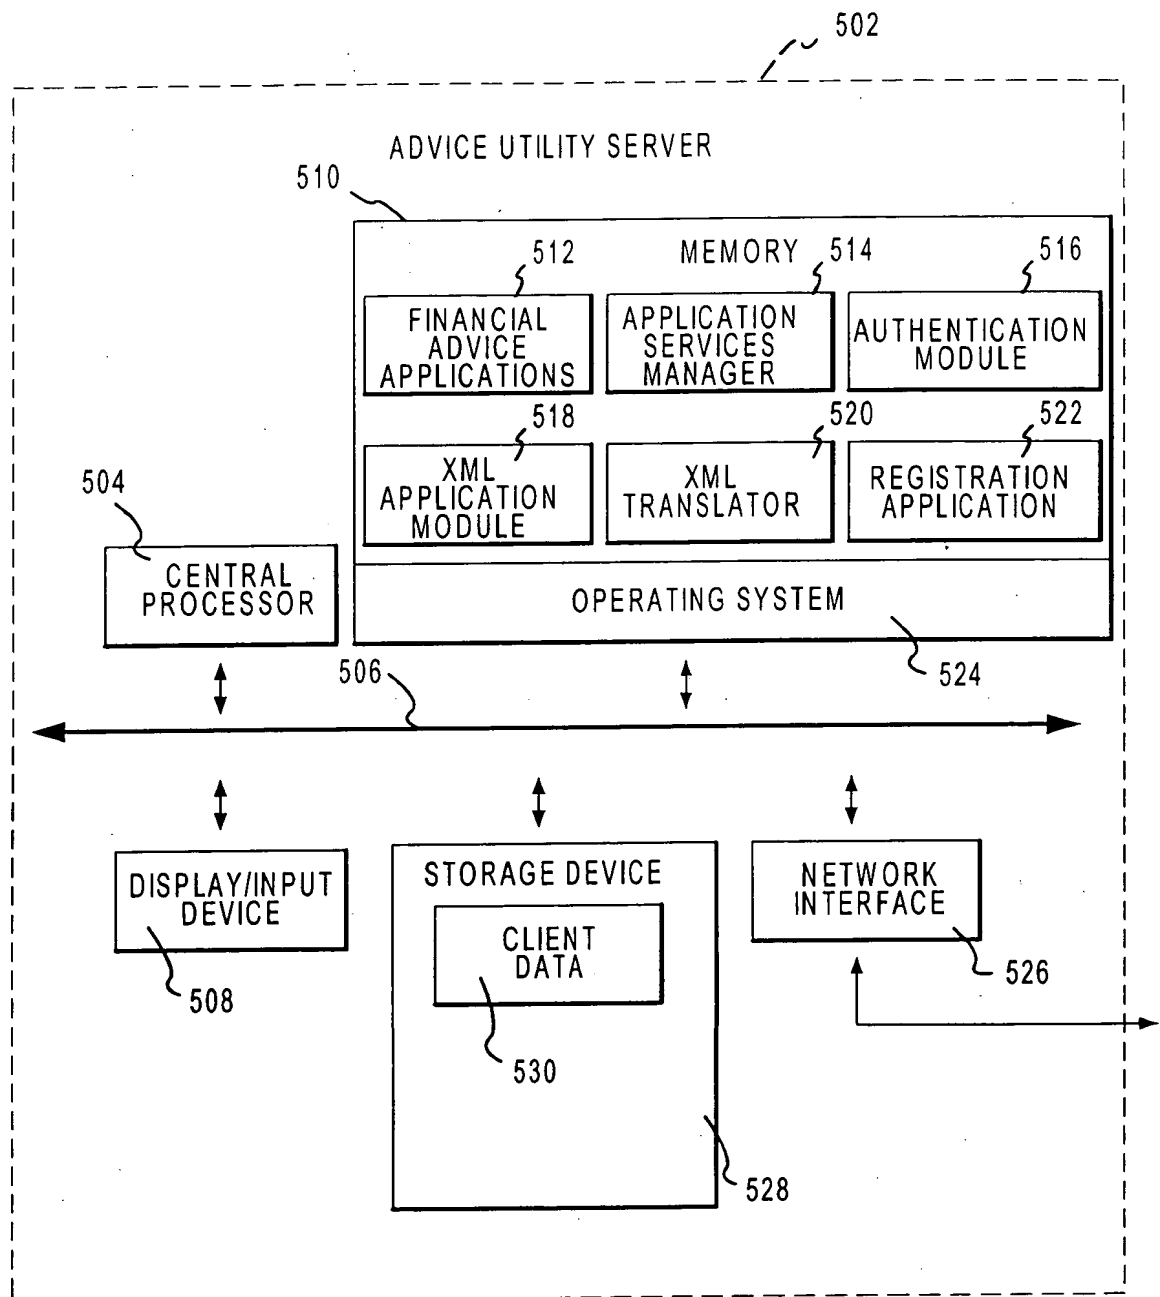 502
ADVICE UTILITY SERVER
510
MEMORY
512
514
516
FINANCIAL
ADVICE
APPLICATIONS
APPLICATION
SERVICES
MANAGER
AUTHENTICATION
MODULE
518
520
522
XML
APPLICATION
MODULE
XML
TRANSLATOR
REGISTRATION
APPLICATION
504
CENTRAL
PROCESSOR
OPERATING SYSTEM
524
506
DISPLAY/INPUT
DEVICE
508
STORAGE DEVICE
CLIENT
DATA
530
528
NETWORK
INTERFACE
526